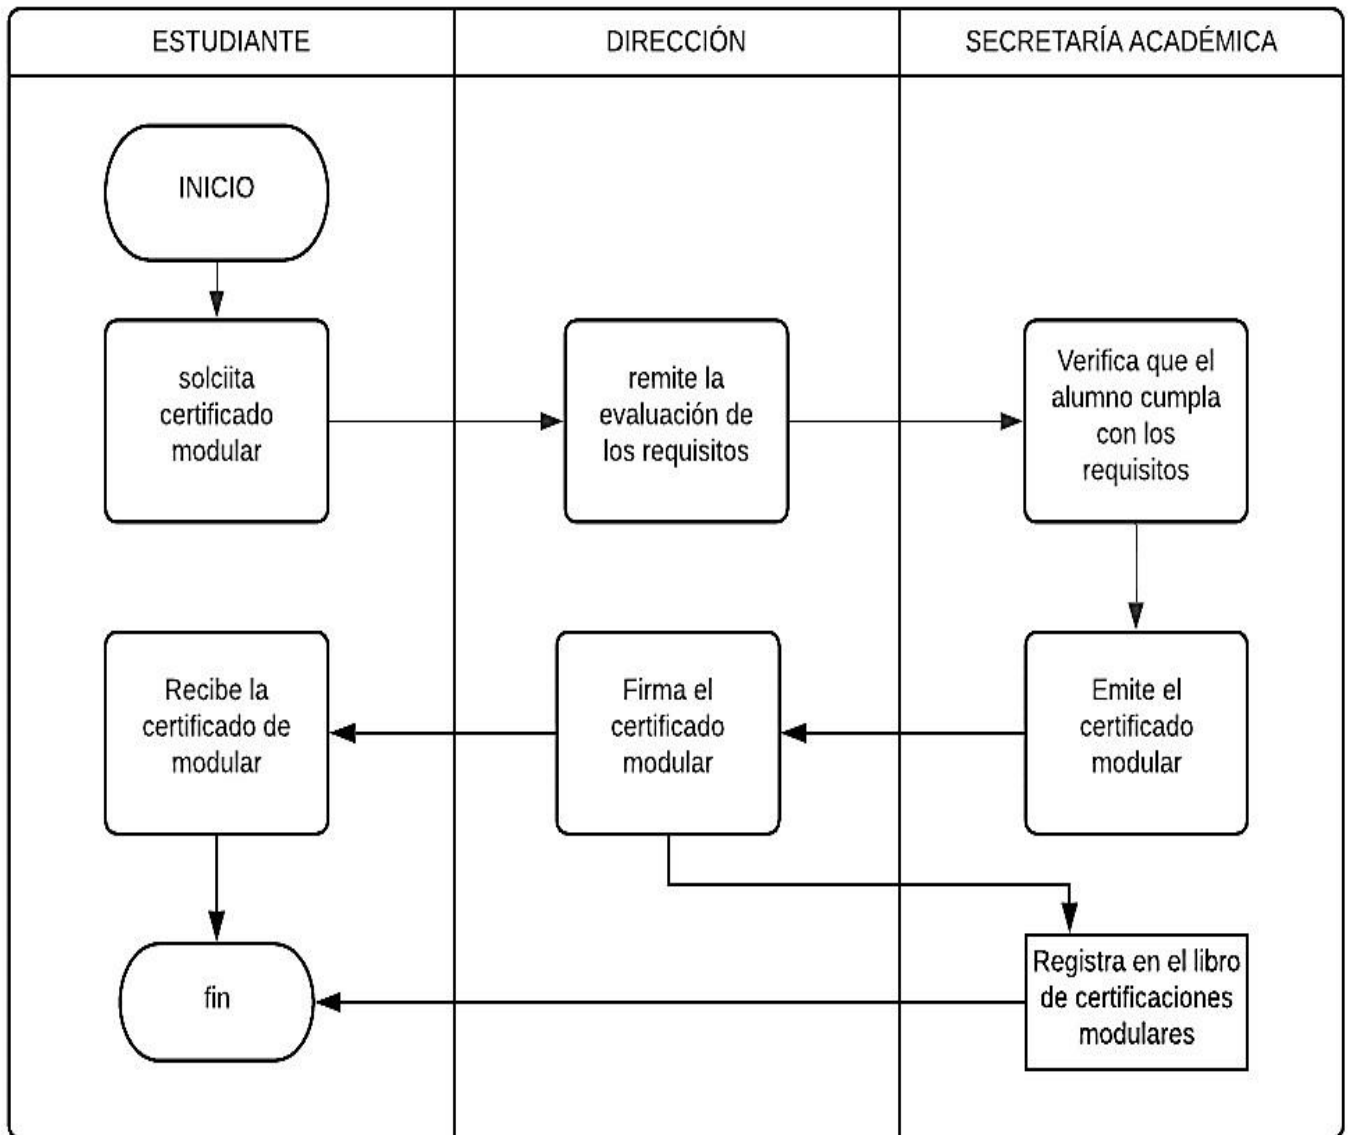 ESTUDIANTE
DIRECCIÓN
SECRETARÍA ACADÉMICA
INICIO
solciita
certificado
modular
remite la
evaluación de
los requisitos
Verifica que el
alumno cumpla
con los
requisitos
Recibe la
certificado de
modular
Firma el
certificado
modular
Emite el
certificado
modular
fin
Registra en el libro
de certificaciones
modulares